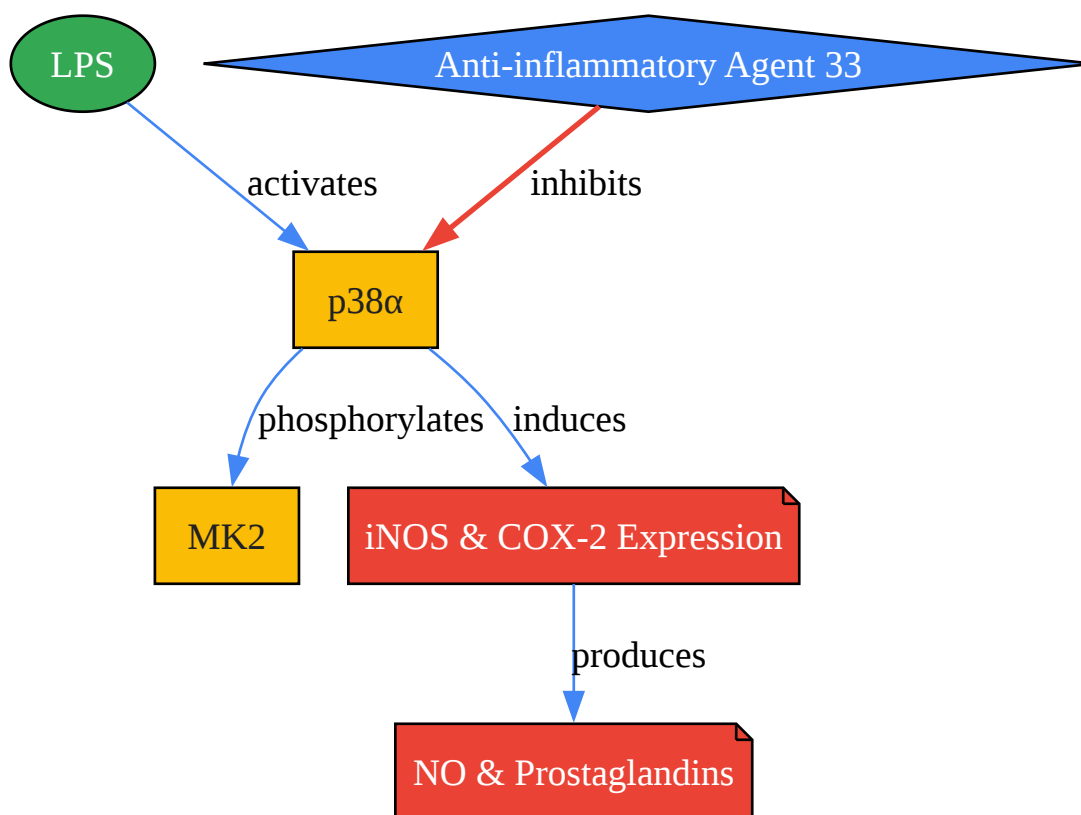 LPS
Anti-inflammatory Agent 33
activates
inhibits
p38α
phosphorylates
induces
MK2
iNOS & COX-2 Expression
produces
NO & Prostaglandins